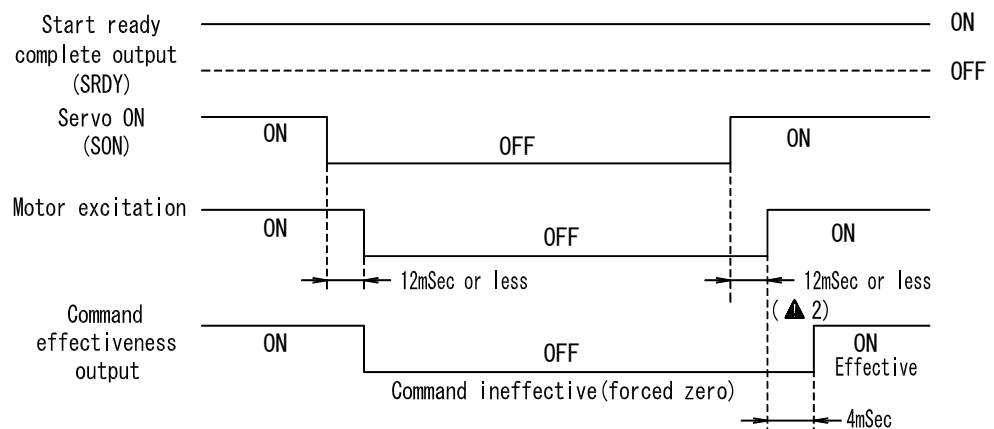 Start ready
complete output
(SRDY)
ON
OFF
Servo ON
(SON)
ON
OFF
ON
Motor excitation
ON
OFF
ON
12mSec or less
12mSec or less
(⚠ 2)
Command
effectiveness
output
ON
OFF
ON
Effective
Command ineffective(forced zero)
4mSec